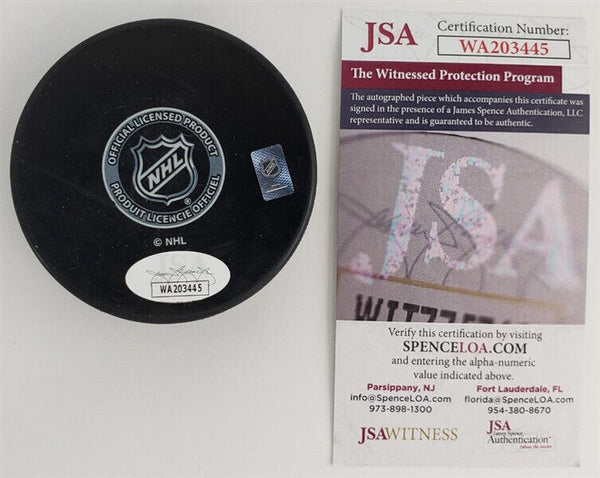 OFFICIAL LICENSED PRODUCT
NHL
PRODUIT LICENCIÉ OFFICIEL
© NHL
WA203445
JSA
Certification Number:
WA203445
The Witnessed Protection Program
The autographed piece which accompanies this certificate was
signed in the presence of a James Spence Authentication, LLC
representative and is guaranteed to be authentic.
JSA
Verify this certification by visiting
SPENCELOA.COM
and entering the alpha-numeric
value indicated above.
Parsippany, NJ
info@SpenceLOA.com
973-898-1300
Fort Lauderdale, FL
florida@SpenceLOA.com
954-380-8670
JSAWITNESS
JSA
James Spence
Authentication